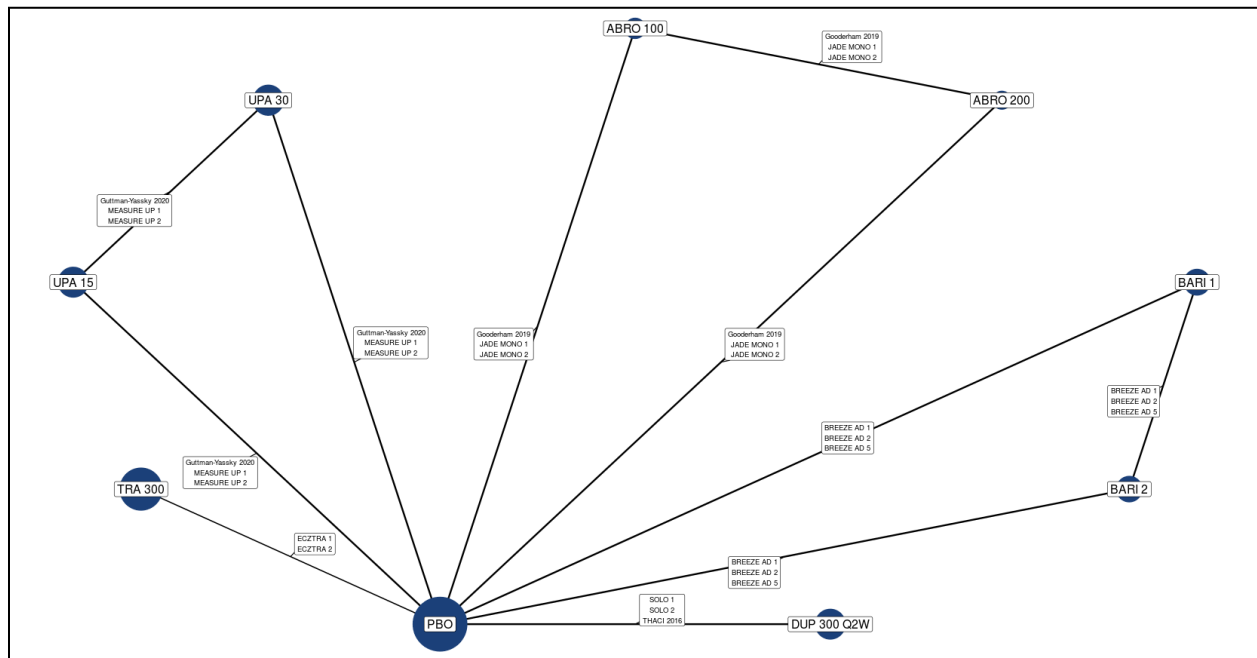 ABRO 100
Gooderham 2019
JADE MONO 1
JADE MONO 2
UPA 30
ABRO 200
Guttman-Yassky 2020
MEASURE UP 1
MEASURE UP 2
UPA 15
BARI 1
Guttman-Yassky 2020
MEASURE UP 1
MEASURE UP 2
Gooderham 2019
JADE MONO 1
JADE MONO 2
Gooderham 2019
JADE MONO 1
JADE MONO 2
BREEZE AD 1
BREEZE AD 2
BREEZE AD 5
BREEZE AD 1
BREEZE AD 2
BREEZE AD 5
Guttman-Yassky 2020
MEASURE UP 1
MEASURE UP 2
TRA 300
BARI 2
ECZTRA 1
ECZTRA 2
BREEZE AD 1
BREEZE AD 2
BREEZE AD 5
SOLO 1
SOLO 2
THACI 2016
PBO
DUP 300 Q2W